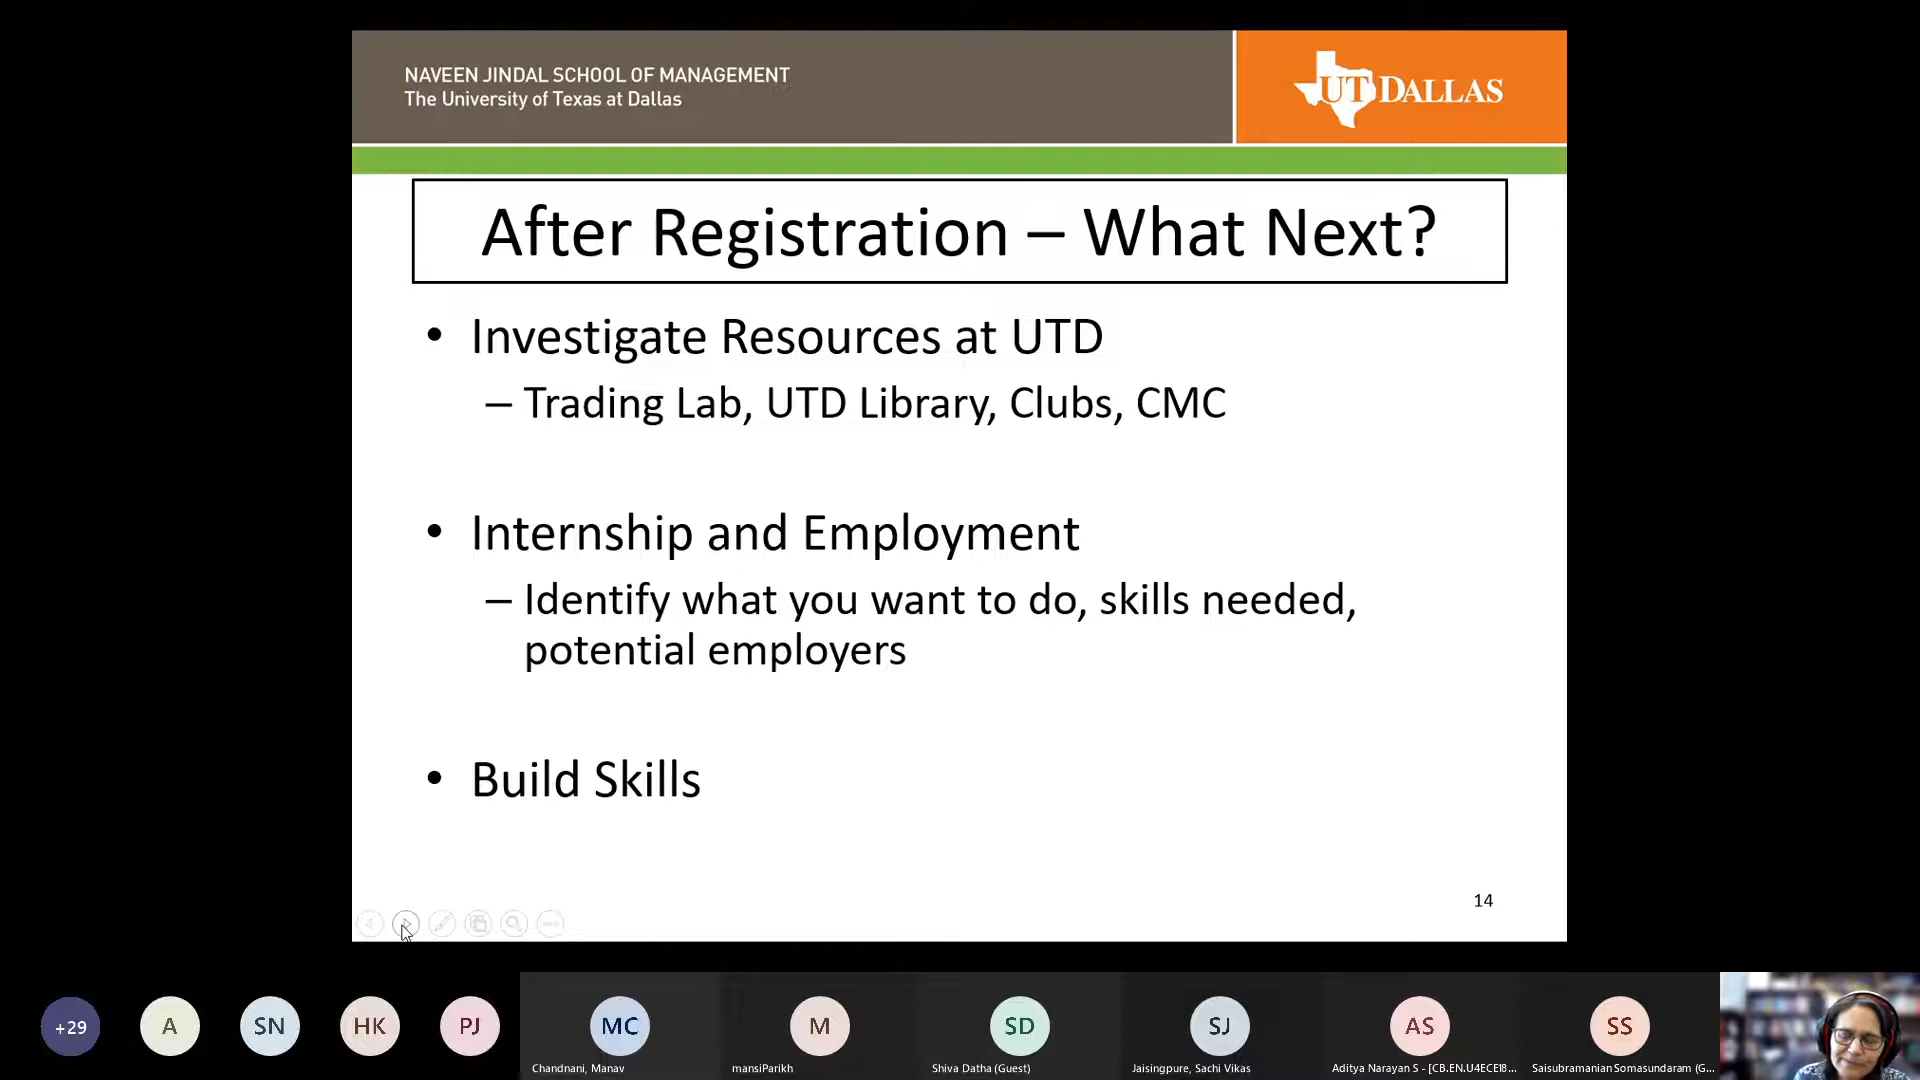 NAVEEN JINDAL SCHOOL OF MANAGEMENT
The University of Texas at Dallas
UT DALLAS
After Registration – What Next?
• Investigate Resources at UTD
– Trading Lab, UTD Library, Clubs, CMC
• Internship and Employment
– Identify what you want to do, skills needed,
potential employers
• Build Skills
14
+29
A
SN
HK
PJ
MC
M
SD
SJ
AS
SS
Chandnani, Manav
mansiParikh
Shiva Datha (Guest)
Jaisingpure, Sachi Vikas
Aditya Narayan S - [CB.EN.U4ECE18...
Saisubramanian Somasundaram (G...